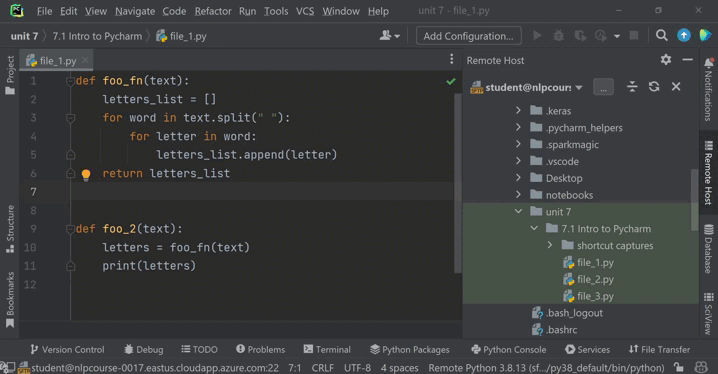 File Edit View Navigate Code Refactor Run Tools VCS Window Help unit 7 - file_1.py
unit 7 7.1 Intro to Pycharm file_1.py Add Configuration...
Project
file_1.py
1 def foo_fn(text):
2 letters_list = []
3 for word in text.split(" "):
4 for letter in word:
5 letters_list.append(letter)
6 return letters_list
7
8
9 def foo_2(text):
10 letters = foo_fn(text)
11 print(letters)
12
Structure
Bookmarks
Remote Host
student@nlpcours ...
.keras
.pycharm_helpers
.sparkmagic
.vscode
Desktop
notebooks
unit 7
7.1 Intro to Pycharm
shortcut captures
file_1.py
file_2.py
file_3.py
.bash_logout
.bashrc
Notifications
Remote Host
Database
SciView
Version Control Debug TODO Problems Terminal Python Packages Python Console Services File Transfer
student@nlpcourse-0017.eastus.cloudapp.azure.com:22 7:1 CRLF UTF-8 4 spaces Remote Python 3.8.13 (sf.../py38_default/bin/python)